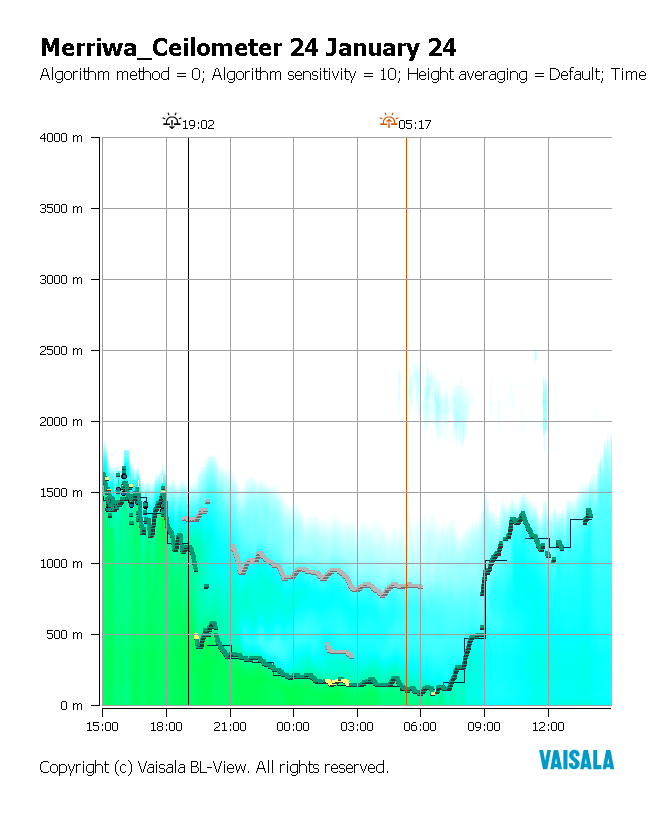 Merriwa_Ceilometer 24 January 24
Algorithm method = 0; Algorithm sensitivity = 10; Height averaging = Default; Time
19:02 05:17
4000 m
3500 m
3000 m
2500 m
2000 m
1500 m
1000 m
500 m
0 m
15:00 18:00 21:00 00:00 03:00 06:00 09:00 12:00
Copyright (c) Vaisala BL-View. All rights reserved.
VAISALA